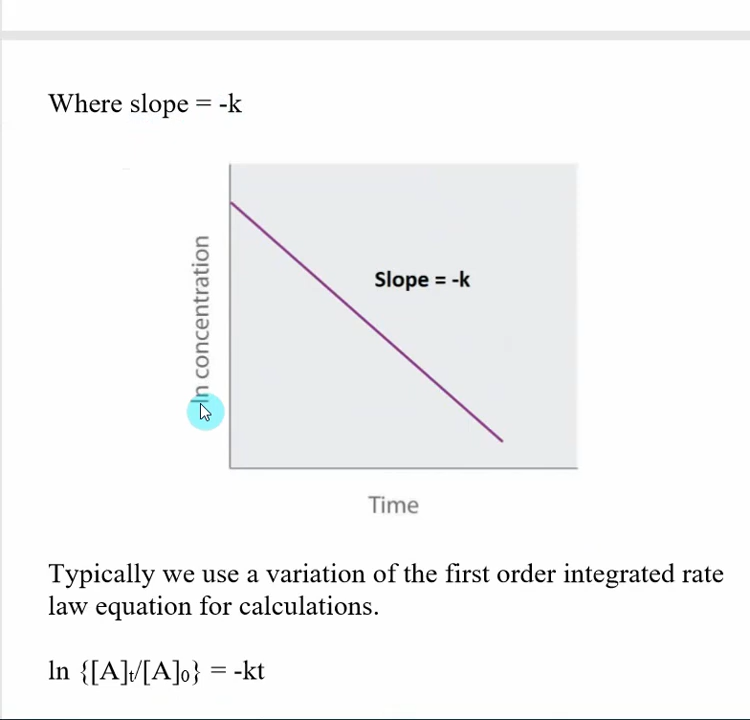 Where slope = -k
Slope = -k
ln concentration
Time
Typically we use a variation of the first order integrated rate
law equation for calculations.
ln {[A]t/[A]0} = -kt